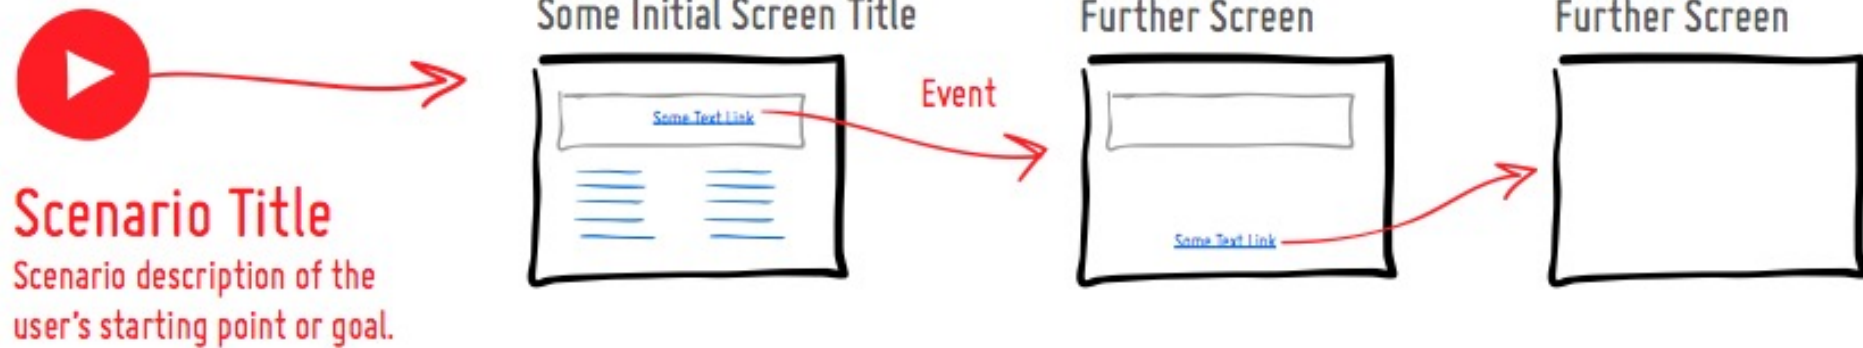 Some Initial Screen Title
Further Screen
Further Screen
Some Text Link
Event
Some Text Link
Scenario Title
Scenario description of the
user's starting point or goal.